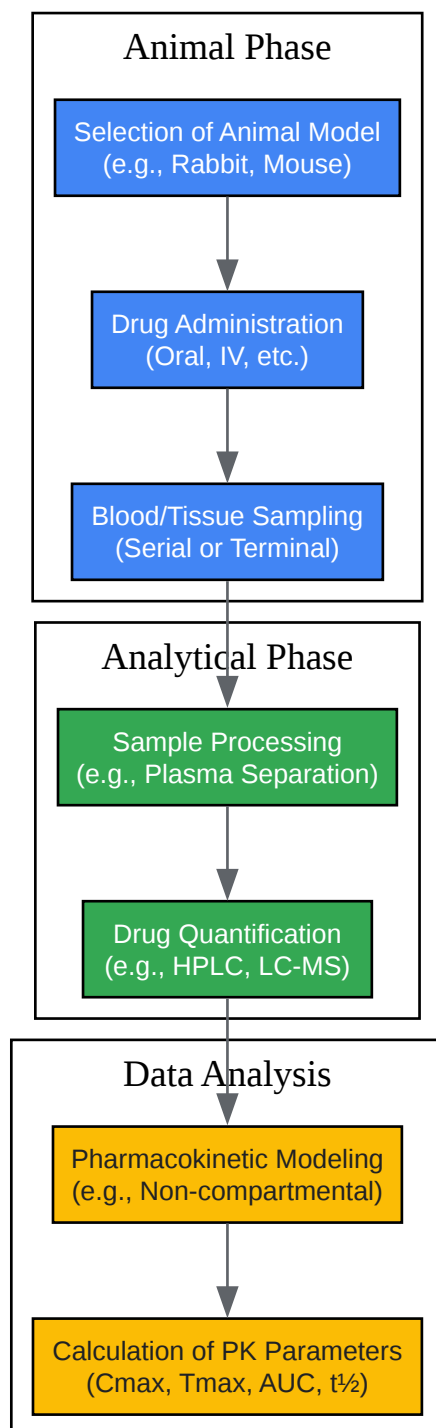 Animal Phase
Selection of Animal Model
(e.g., Rabbit, Mouse)
Drug Administration
(Oral, IV, etc.)
Blood/Tissue Sampling
(Serial or Terminal)
Analytical Phase
Sample Processing
(e.g., Plasma Separation)
Drug Quantification
(e.g., HPLC, LC-MS)
Data Analysis
Pharmacokinetic Modeling
(e.g., Non-compartmental)
Calculation of PK Parameters
(Cmax, Tmax, AUC, t½)